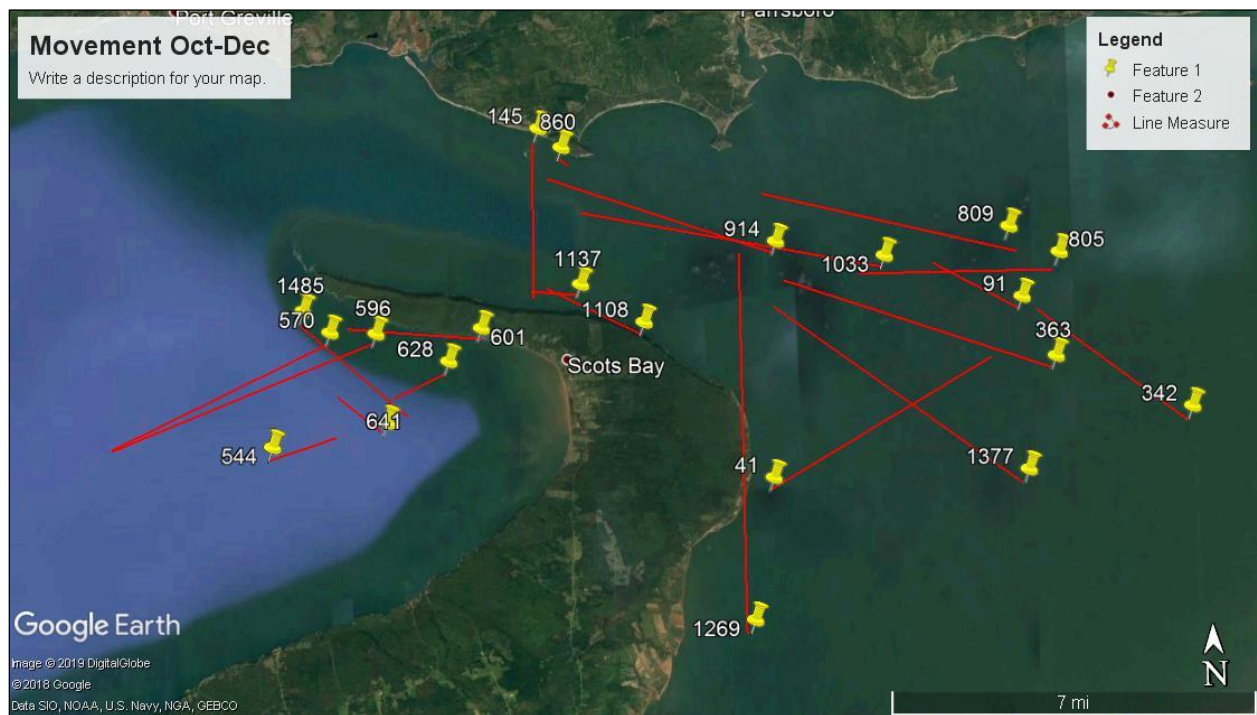 Port Greville
Parrsboro
Movement Oct-Dec
Write a description for your map.
Legend
Feature 1
Feature 2
Line Measure
145
860
914
809
805
1033
1137
91
1485
596
570
1108
601
363
628
Scots Bay
342
641
544
41
1377
1269
Google Earth
Image © 2019 DigitalGlobe
© 2018 Google
Data SIO, NOAA, U.S. Navy, NGA, GEBCO
N
7 mi